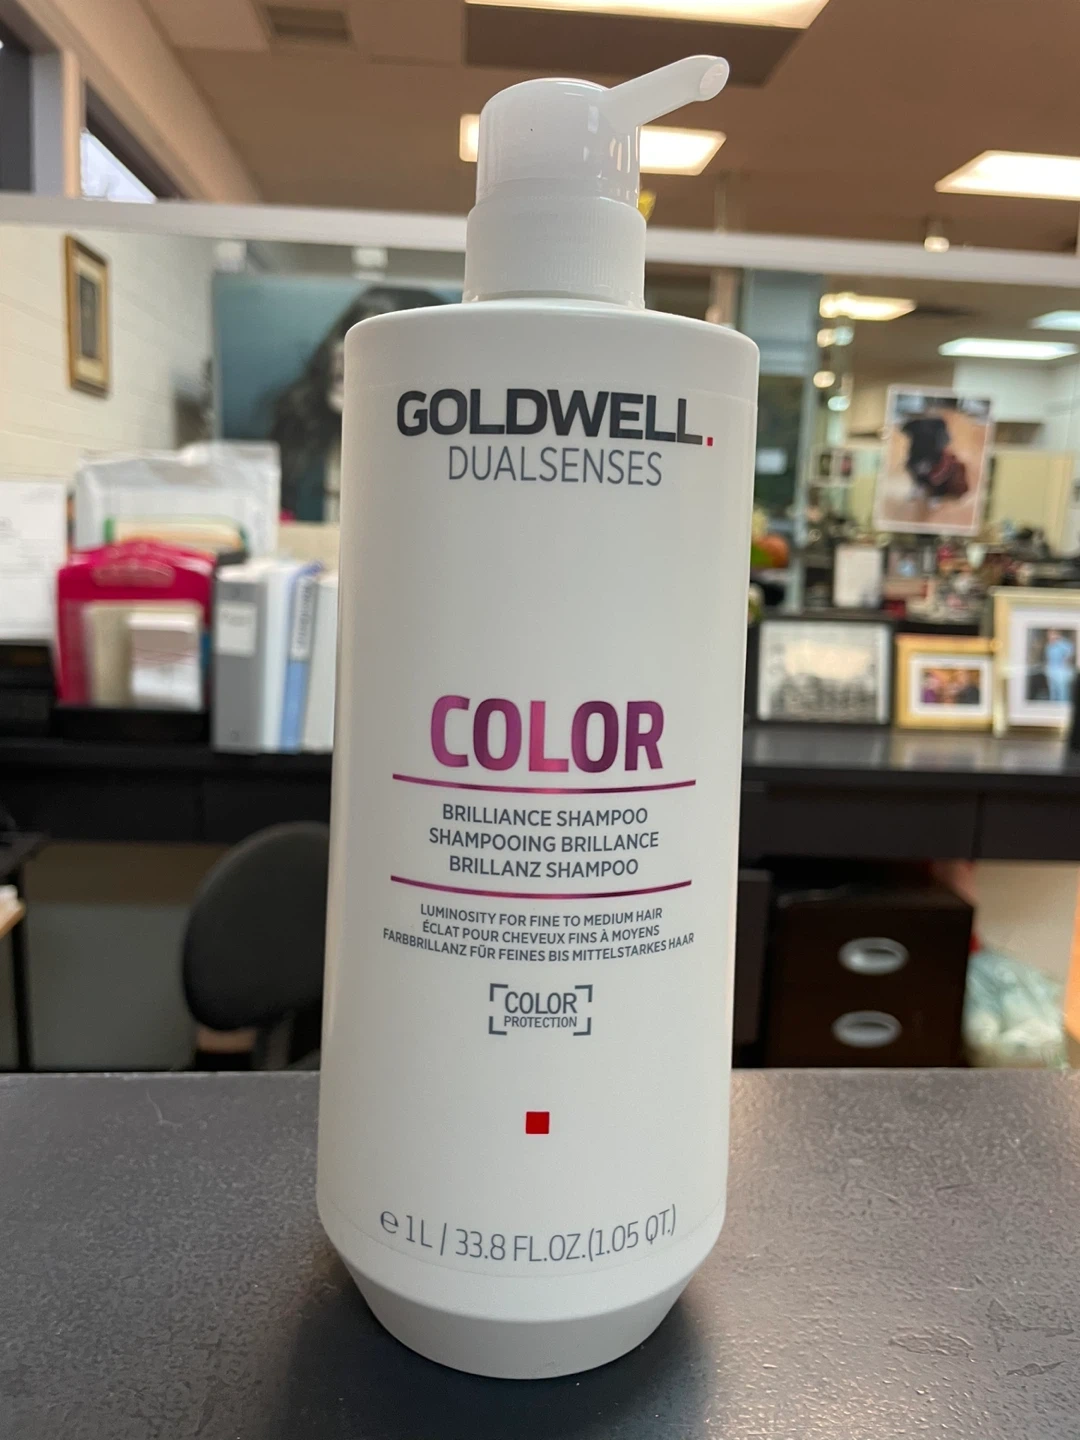 GOLDWELL.
DUALSENSES
COLOR
BRILLIANCE SHAMPOO
SHAMPOOING BRILLANCE
BRILLANZ SHAMPOO
LUMINOSITY FOR FINE TO MEDIUM HAIR
ÉCLAT POUR CHEVEUX FINS À MOYENS
FARBBRILLANZ FÜR FEINES BIS MITTELSTARKES HAAR
COLOR
PROTECTION
℮ 1L / 33.8 FL.OZ.(1.05 QT.)